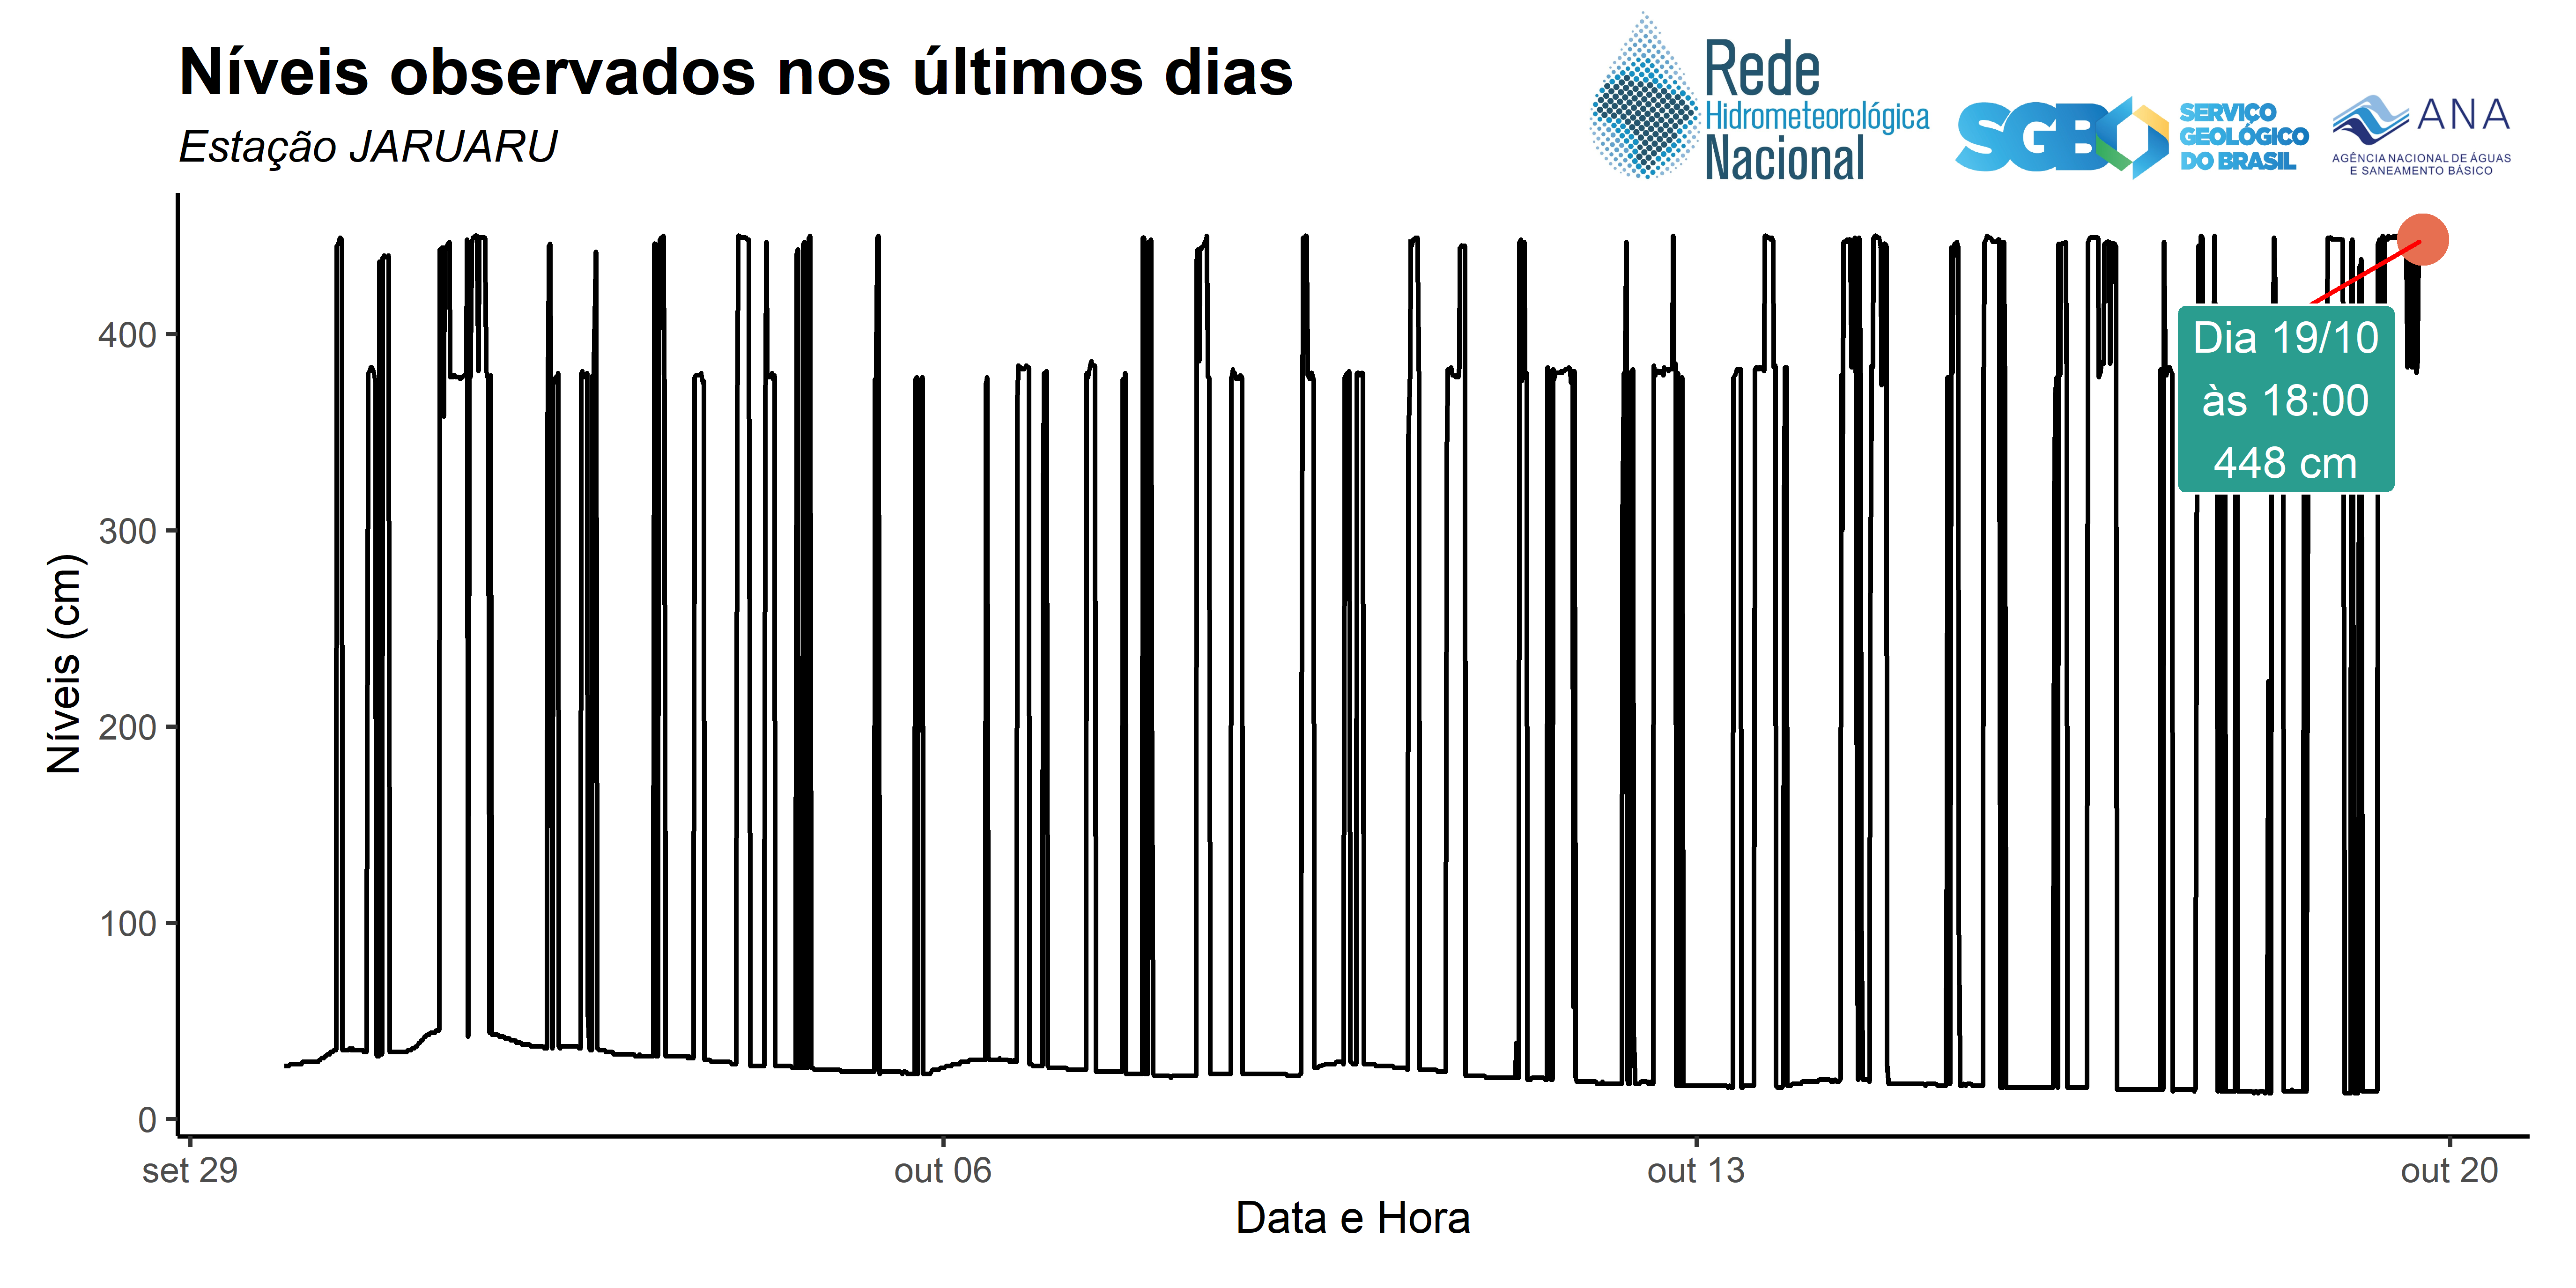 Níveis observados nos últimos dias
Estação JARUARU
Rede
Hidrometeorológica
Nacional
SGB
SERVIÇO
GEOLÓGICO
DO BRASIL
ANA
AGÊNCIA NACIONAL DE ÁGUAS
E SANEAMENTO BÁSICO
Níveis (cm)
400
300
200
100
0
Dia 19/10
às 18:00
448 cm
set 29
out 06
out 13
out 20
Data e Hora